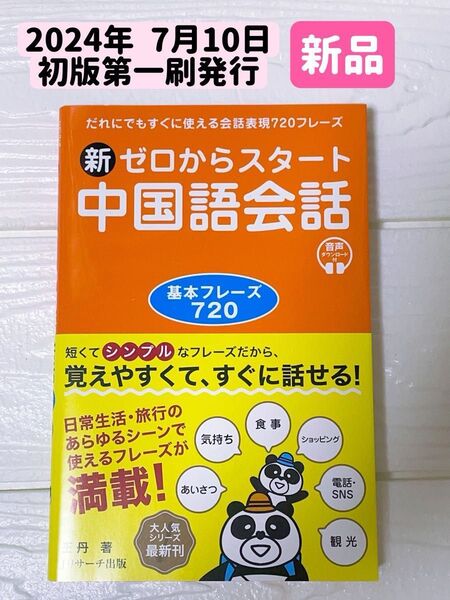 2024年 7月10日
初版第一刷発行
新品
だれにでもすぐに使える会話表現720フレーズ
新 ゼロからスタート
中国語会話
音声
ダウンロード
付
基本フレーズ
720
短くてシンプルなフレーズだから、
覚えやすくて、すぐに話せる!
日常生活・旅行の
あらゆるシーンで
使えるフレーズが
満載!
気持ち
食事
ショッピング
あいさつ
電話・
SNS
観光
大人気
シリーズ
最新刊
丹 著
リサーチ出版